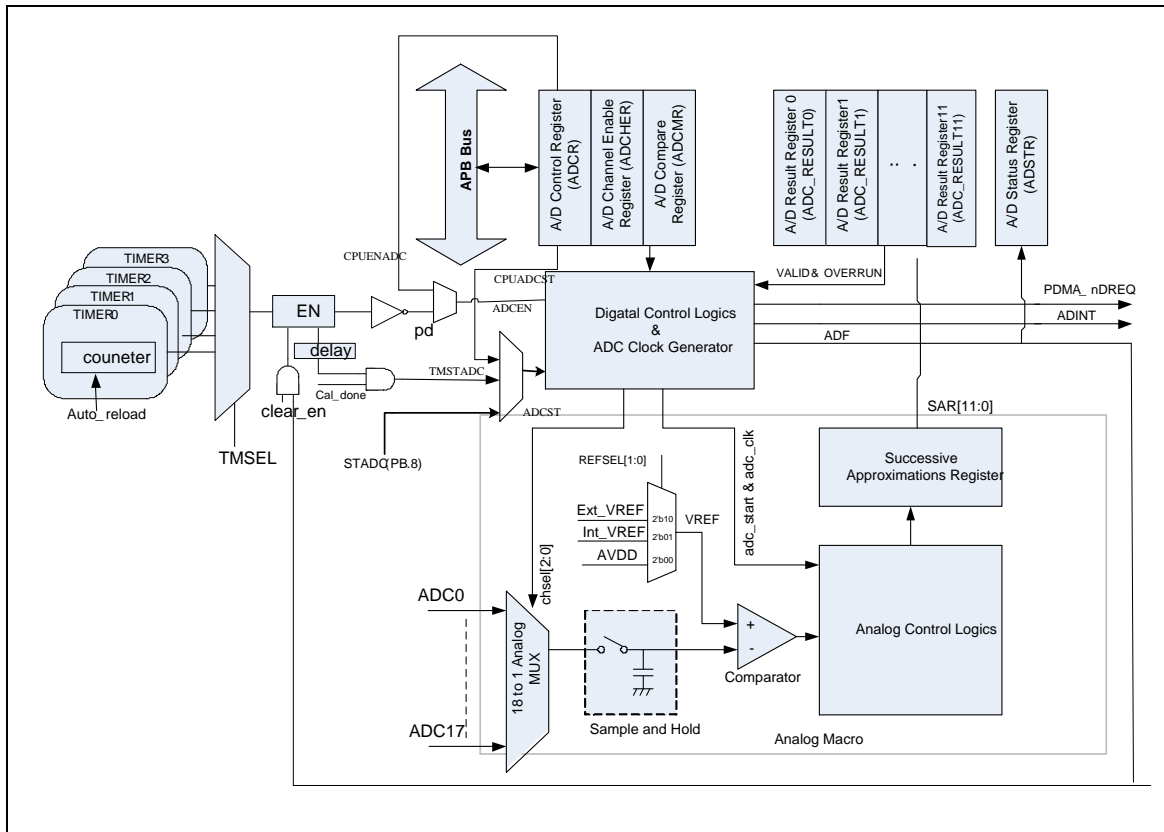 APB Bus
A/D Control Register
(ADCR)
A/D Channel Enable
Register (ADCHER)
A/D Compare
Register (ADCMR)
A/D Result Register 0
(ADC_RESULT0)
A/D Result Register1
(ADC_RESULT1)
:: .
A/D Result Register11
(ADC_RESULT11)
A/D Status Register
(ADSTR)
TIMER3
TIMER2
TIMER1
TIMER0
couneter
Auto_reload
TMSEL
EN
delay
clear_en
Cal_done
pd
CPUENADC
CPUADCST
ADCEN
TMSTADC
ADCST
STADC(PB.8)
Digatal Control Logics
&
ADC Clock Generator
VALID & OVERRUN
PDMA_ nDREQ
ADINT
ADF
SAR[11:0]
Successive
Approximations Register
REFSEL[1:0]
Ext_VREF
Int_VREF
AVDD
2'b10
2'b01
2'b00
VREF
adc_start & adc_clk
chsel[2:0]
ADC0
ADC17
18 to 1 Analog
MUX
Sample and Hold
+
-
Comparator
Analog Control Logics
Analog Macro